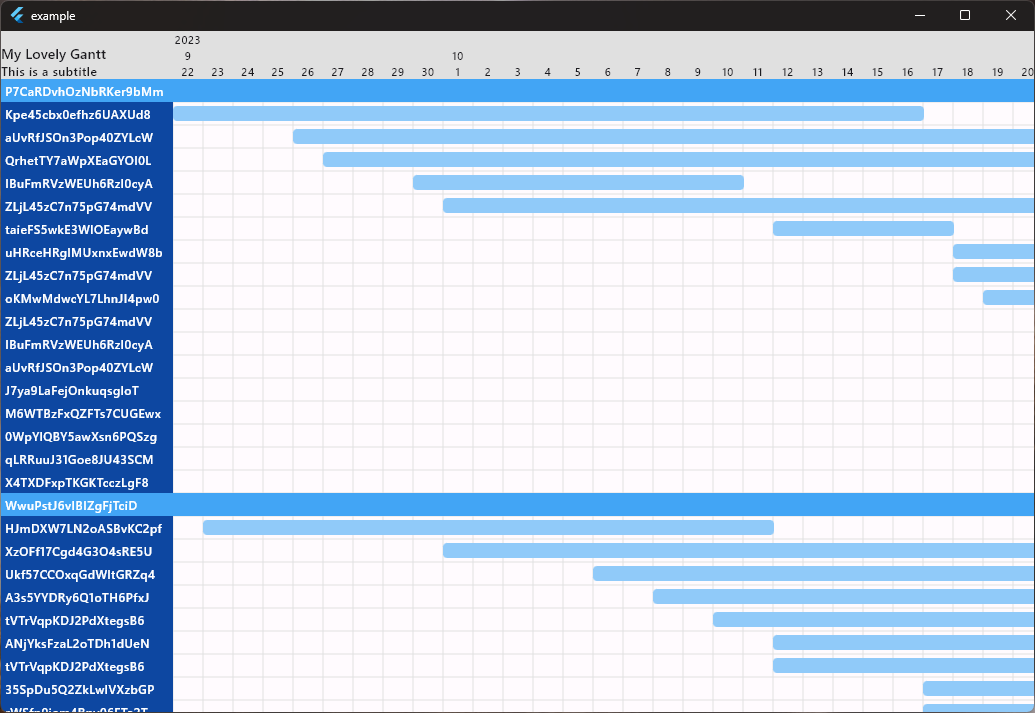 example
2023
My Lovely Gantt 9 10
This is a subtitle 22 23 24 25 26 27 28 29 30 1 2 3 4 5 6 7 8 9 10 11 12 13 14 15 16 17 18 19 20
P7CaRDvhOzNbRKer9bMm
Kpe45cbx0efhz6UAXUd8
aUvRfJSOn3Pop40ZYLcW
QrhetTY7aWpXEaGYOI0L
IBuFmRVzWEUh6RzI0cyA
ZLjL45zC7n75pG74mdVV
taieFS5wkE3WIOEaywBd
uHRceHRgIMUxnxEwdW8b
ZLjL45zC7n75pG74mdVV
oKMwMdwcYL7LhnJI4pw0
ZLjL45zC7n75pG74mdVV
IBuFmRVzWEUh6RzI0cyA
aUvRfJSOn3Pop40ZYLcW
J7ya9LaFejOnkuqsgIoT
M6WTBzFxQZFTs7CUGEwx
0WpYIQBY5awXsn6PQSzg
qLRRuuJ31Goe8JU43SCM
X4TXDFxpTKGKTcczLgF8
WwuPstJ6vIBIZgFjTciD
HJmDXW7LN2oASBvKC2pf
XzOFf17Cgd4G3O4sRE5U
Ukf57CCOxqGdWItGRZq4
A3s5YYDRy6Q1oTH6PfxJ
tVTrVqpKDJ2PdXtegsB6
ANjYksFzaL2oTDh1dUeN
tVTrVqpKDJ2PdXtegsB6
35SpDu5Q2ZkLwIVXzbGP